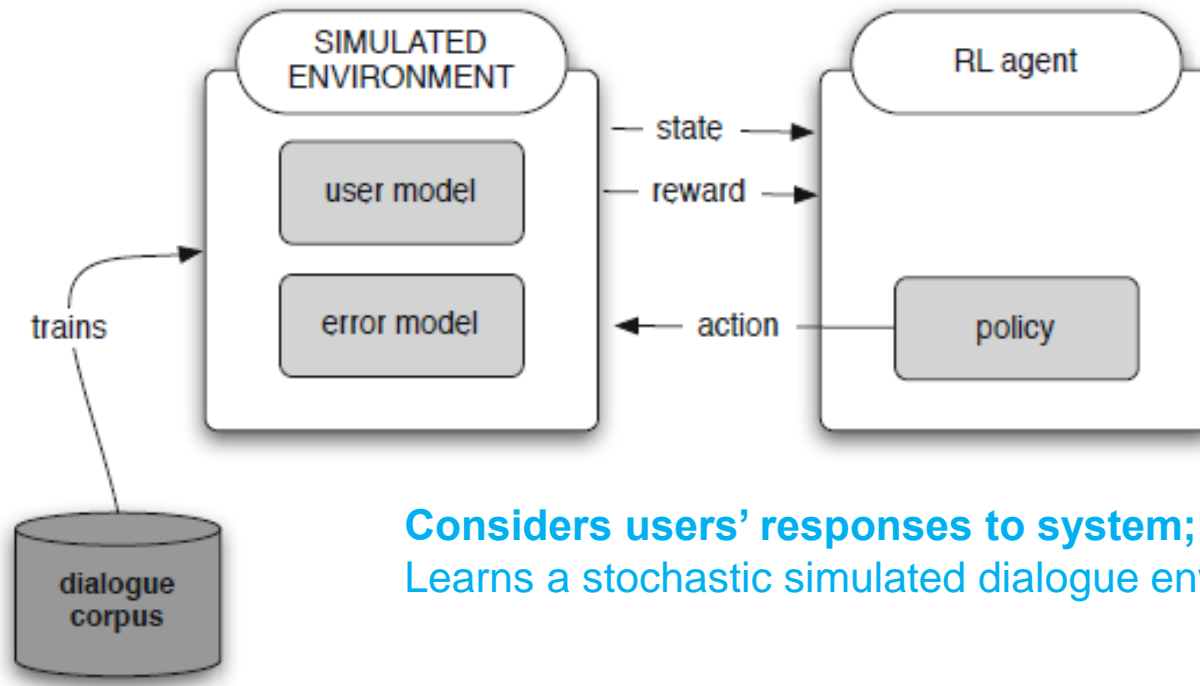 SIMULATED
ENVIRONMENT
RL agent
state
user model
reward
trains
error model
action
policy
Considers users’ responses to system;
Learns a stochastic simulated dialogue
dialogue
corpus